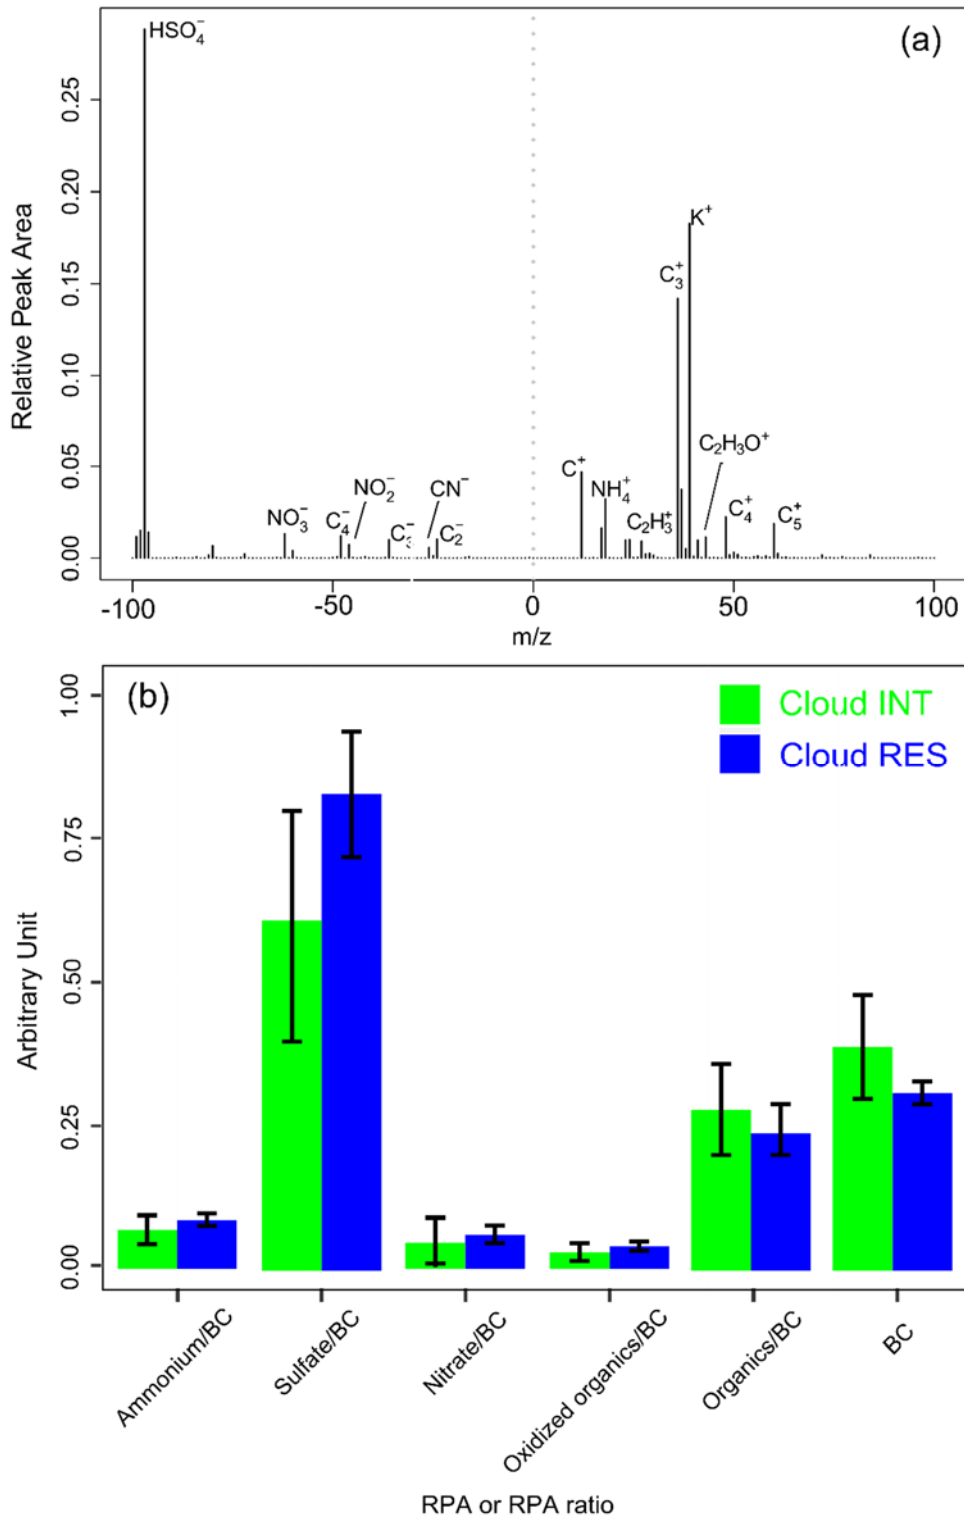 (a)
HSO₄⁻
K⁺
C₃⁺
C₂H₃O⁺
C⁺
NH₄⁺
C₂H₃⁺
C₄⁺
C₅⁺
NO₃⁻
C₄⁻
NO₂⁻
C₃⁻
CN⁻
C₂⁻
Relative Peak Area
0.25
0.20
0.15
0.10
0.05
0.00
-100 -50 0 50 100
m/z
(b)
Cloud INT
Cloud RES
Arbitrary Unit
1.00
0.75
0.50
0.25
0.00
Ammonium/BC
Sulfate/BC
Nitrate/BC
Oxidized organics/BC
Organics/BC
BC
RPA or RPA ratio